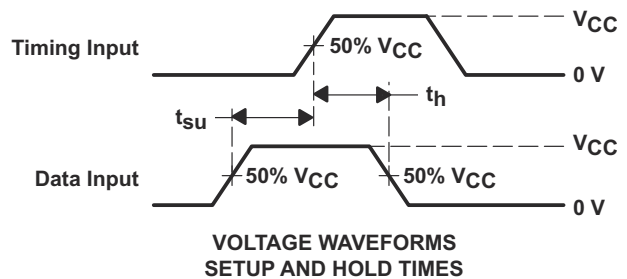 VCC
Timing Input
50% VCC
0 V
th
tsu
VCC
Data Input
50% VCC
50% VCC
0 V
VOLTAGE WAVEFORMS
SETUP AND HOLD TIMES